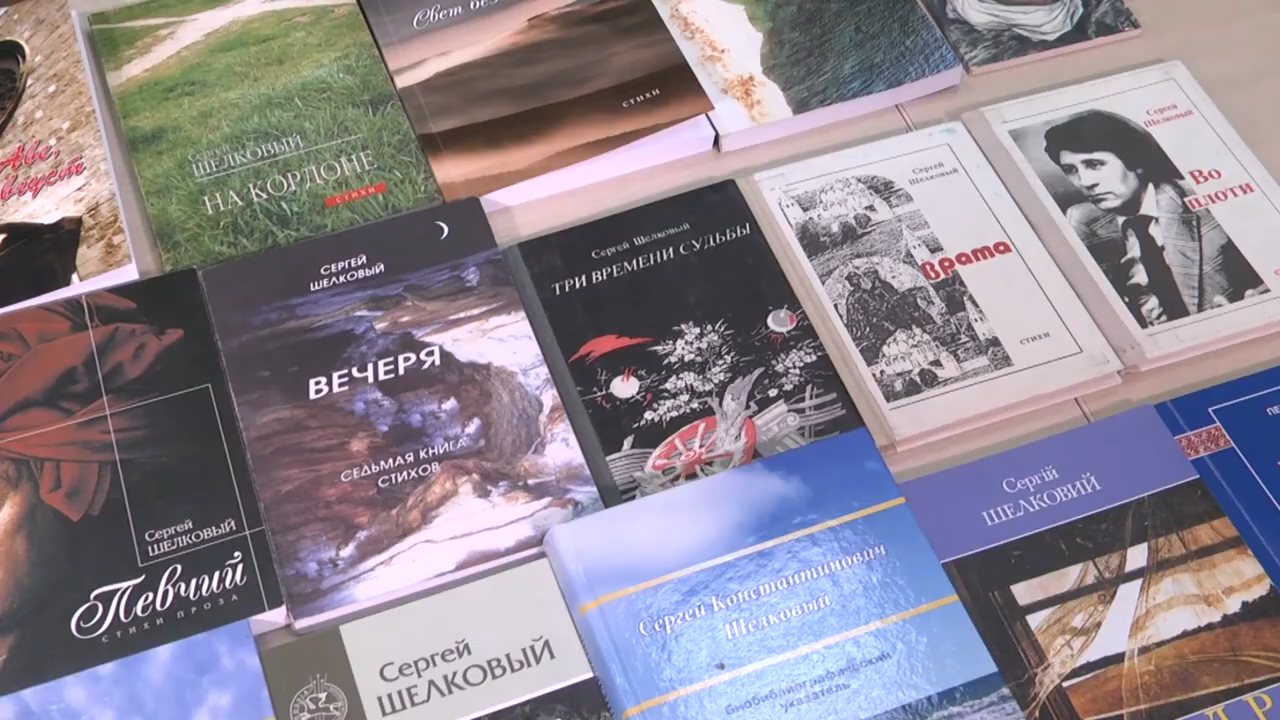 Аве,
Август
Сергей
ШЕЛКОВЫЙ
НА КОРДОНЕ
СТИХИ
Свет
СТИХИ
Сергей
Шелковый
Во
плоти
Сергей
Шелковый
Врата
СТИХИ
Сергей Шелковый
ТРИ ВРЕМЕНИ СУДЬБЫ
СЕРГЕЙ
ШЕЛКОВЫЙ
ВЕЧЕРЯ
СЕДЬМАЯ КНИГА
СТИХОВ
Сергей
ШЕЛКОВЫЙ
Певчий
СТИХИ ПРОЗА
Сергій
ШЕЛКОВИЙ
Сергей Константинович
Шелковый
Биобиблиографический
указатель
Сергей
ШЕЛКОВЫЙ